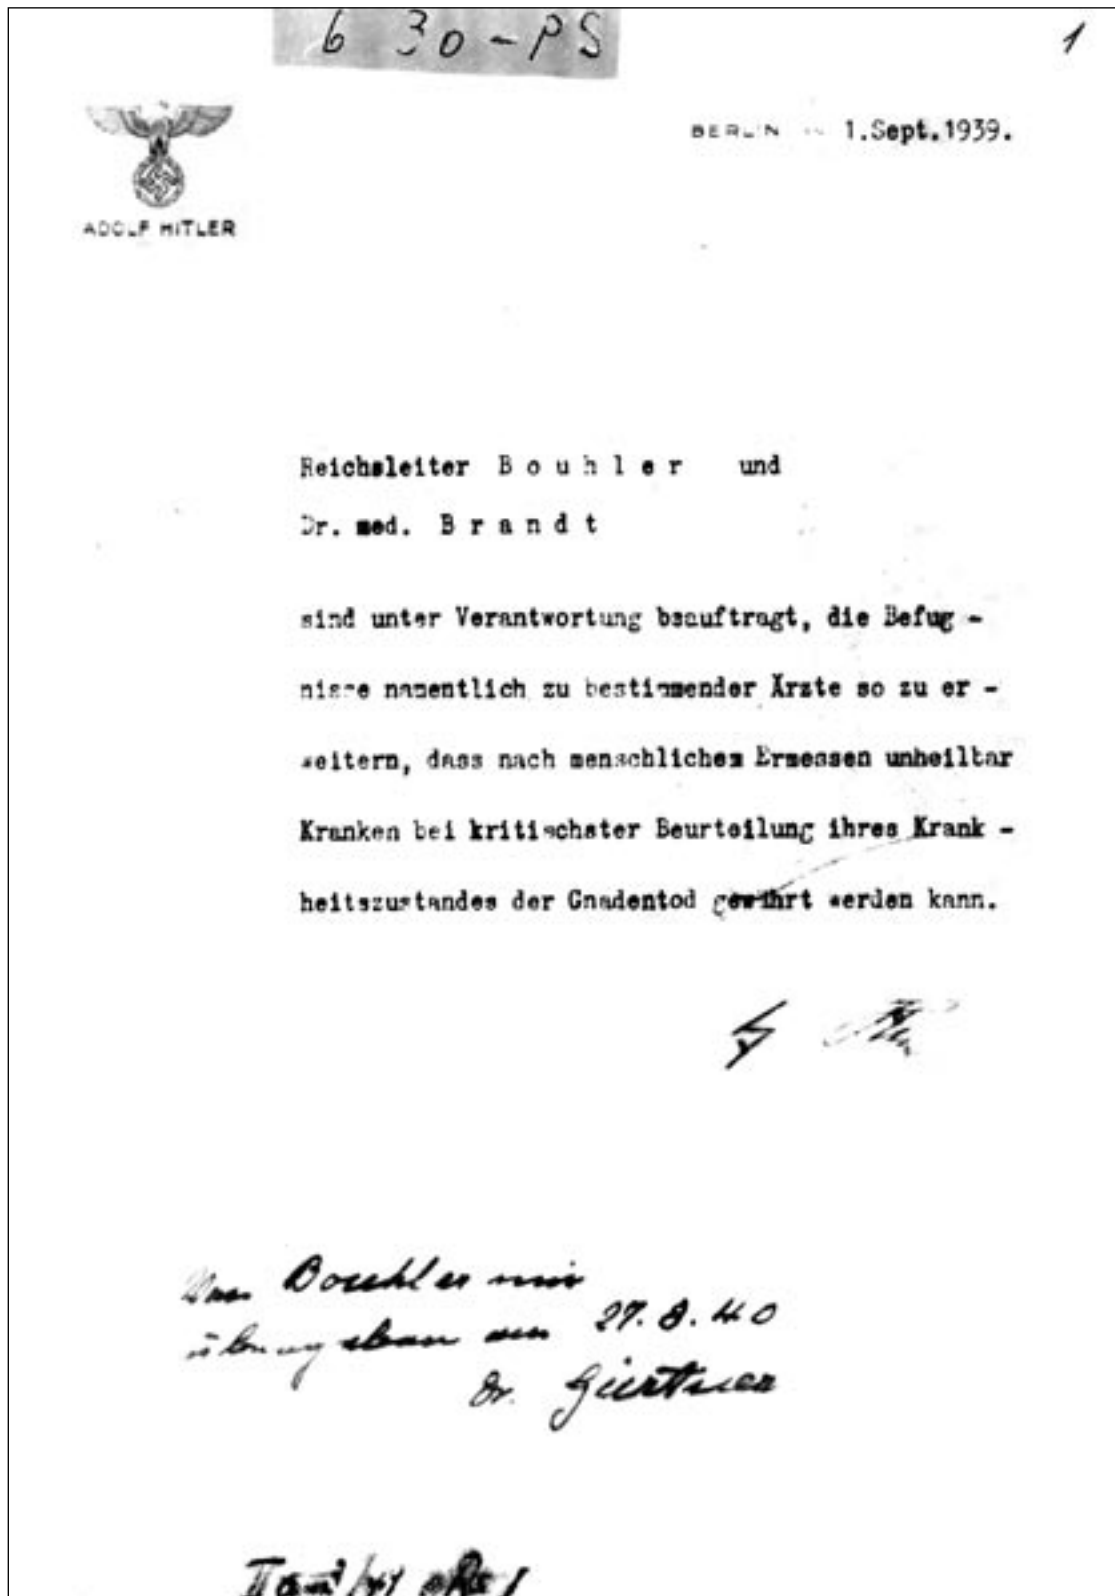 630-PS
1
BERLIN 1.Sept.1939.
ADOLF HITLER
Reichsleiter Bouhler und
Dr. med. Brandt
sind unter Verantwortung beauftragt, die Befug -
nisse namentlich zu bestimmender Ärzte so zu er -
weitern, dass nach menschlichem Ermessen unheilbar
Kranken bei kritischster Beurteilung ihres Krank -
heitszustandes der Gnadentod gewährt werden kann.
Von Bouhler mir
übergeben am 27.8.40
Dr. Gürtner